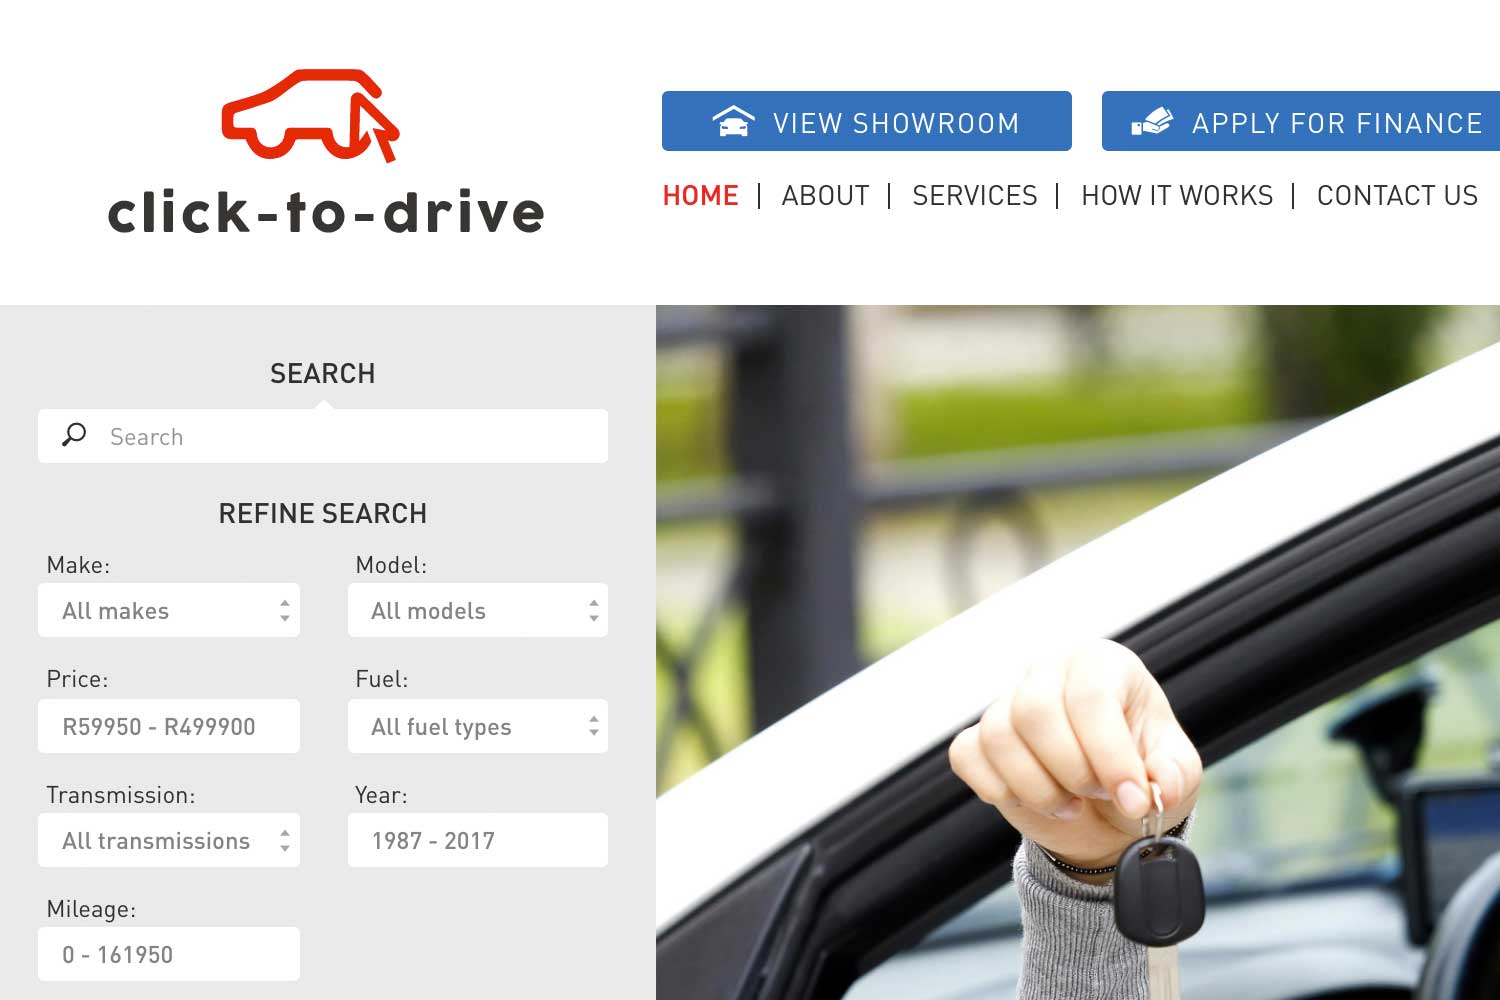 click-to-drive
VIEW SHOWROOM
APPLY FOR FINANCE
HOME | ABOUT | SERVICES | HOW IT WORKS | CONTACT US
SEARCH
Search
REFINE SEARCH
Make: Model:
All makes All models
Price: Fuel:
R59950 - R499900 All fuel types
Transmission: Year:
All transmissions 1987 - 2017
Mileage:
0 - 161950